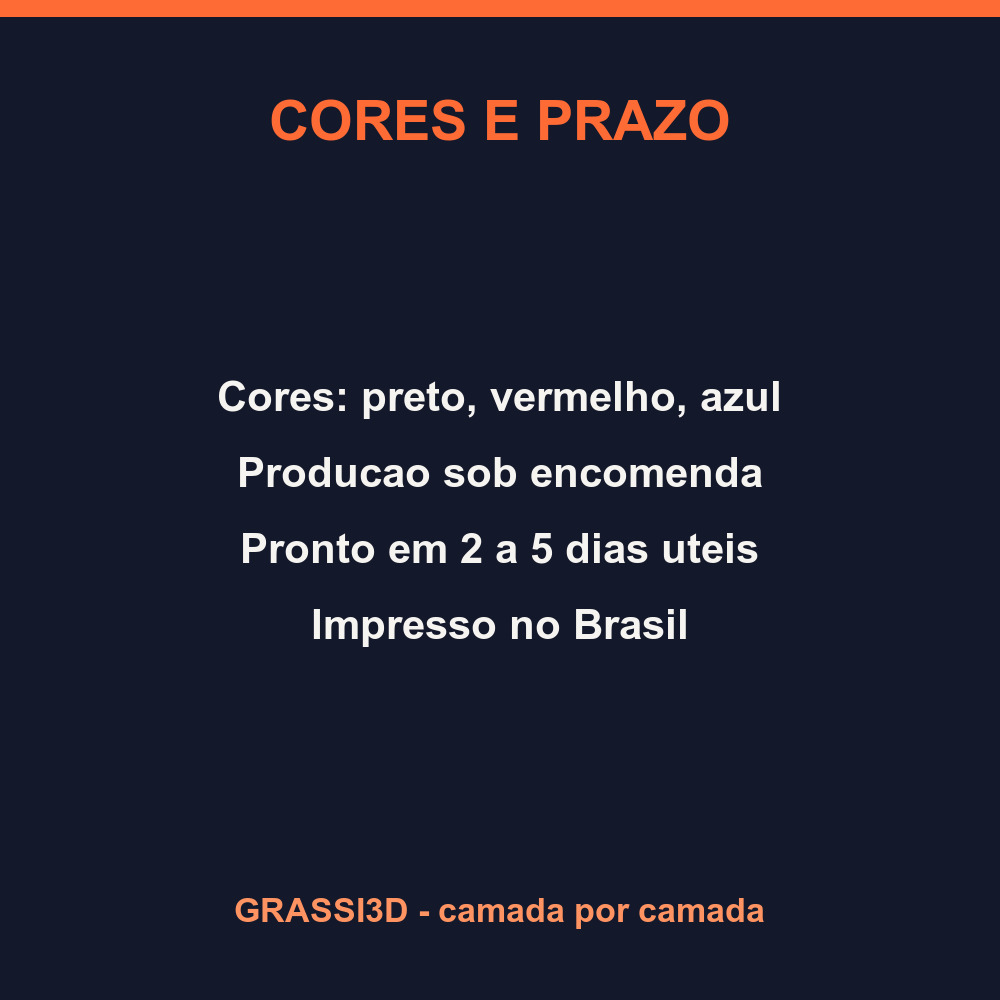 CORES E PRAZO
Cores: preto, vermelho, azul
Producao sob encomenda
Pronto em 2 a 5 dias uteis
Impresso no Brasil
GRASSI3D - camada por camada